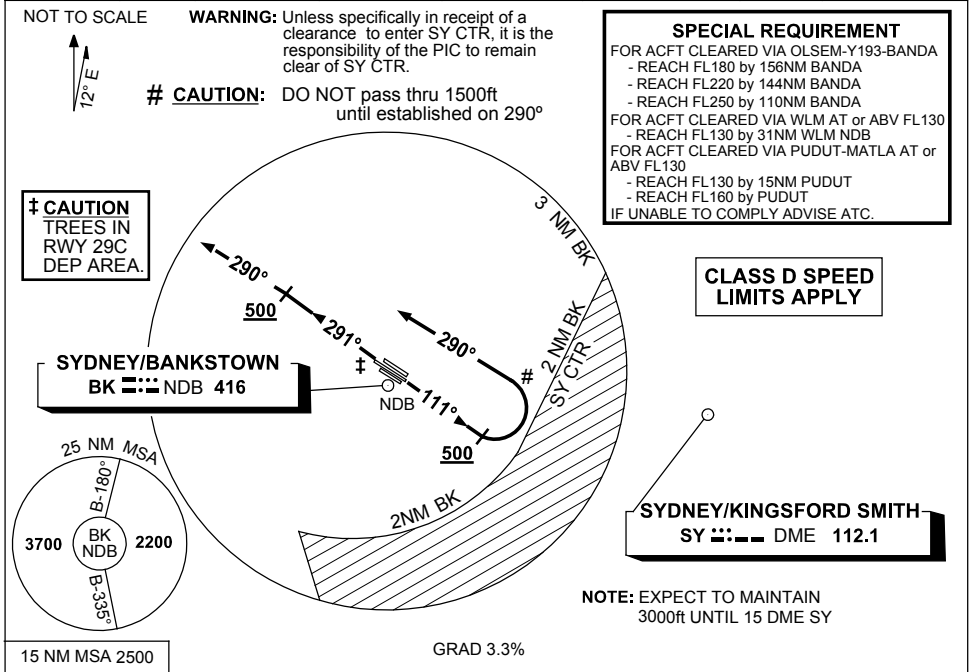 NOT TO SCALE
12° E
WARNING: Unless specifically in receipt of a
clearance to enter SY CTR, it is the
responsibility of the PIC to remain
clear of SY CTR.
# CAUTION: DO NOT pass thru 1500ft
until established on 290º
SPECIAL REQUIREMENT
FOR ACFT CLEARED VIA OLSEM-Y193-BANDA
- REACH FL180 by 156NM BANDA
- REACH FL220 by 144NM BANDA
- REACH FL250 by 110NM BANDA
FOR ACFT CLEARED VIA WLM AT or ABV FL130
- REACH FL130 by 31NM WLM NDB
FOR ACFT CLEARED VIA PUDUT-MATLA AT or
ABV FL130
- REACH FL130 by 15NM PUDUT
- REACH FL160 by PUDUT
IF UNABLE TO COMPLY ADVISE ATC.
‡ CAUTION
TREES IN
RWY 29C
DEP AREA.
3 NM BK
290°
500
291°
290°
#
2 NM BK
SY CTR
CLASS D SPEED
LIMITS APPLY
SYDNEY/BANKSTOWN
BK NDB 416
‡
NDB
111°
500
2NM BK
25 NM MSA
B-180°
3700
BK
NDB
2200
B-335°
15 NM MSA 2500
SYDNEY/KINGSFORD SMITH
SY DME 112.1
NOTE: EXPECT TO MAINTAIN
3000ft UNTIL 15 DME SY
GRAD 3.3%